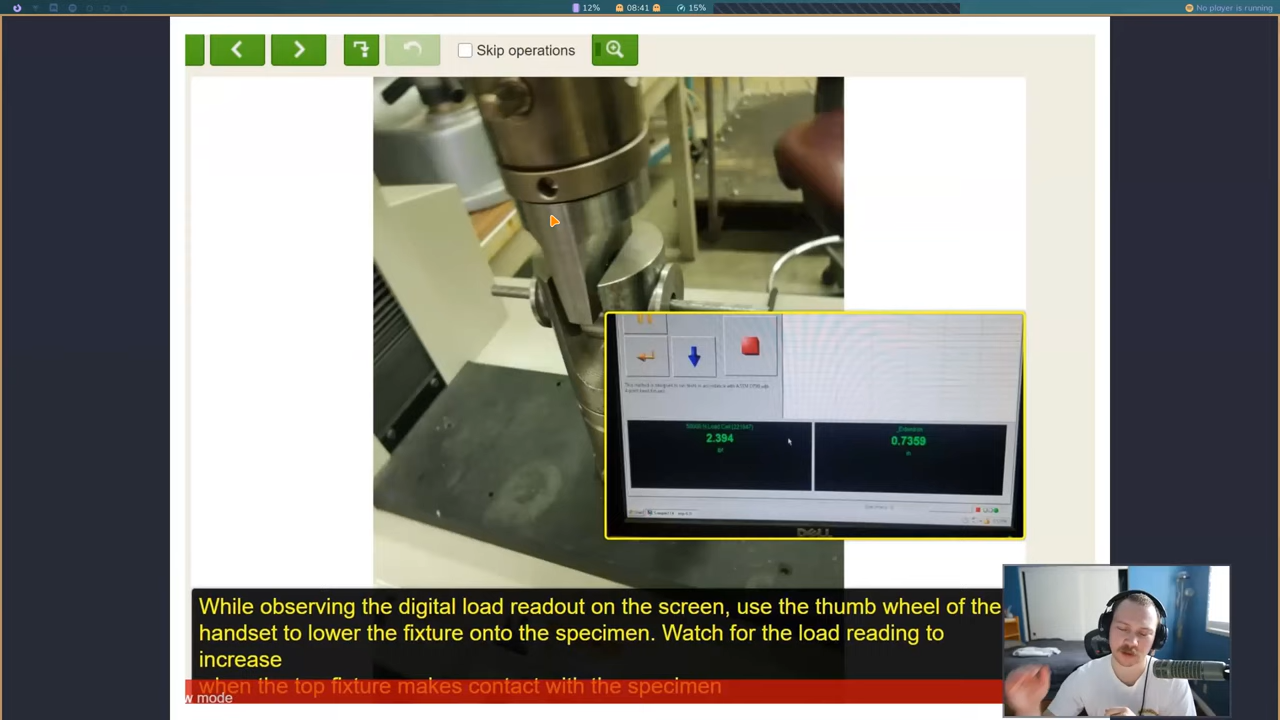 12%
08:41
15%
No player is running
Skip operations
2.394
0.7359
in
DELL
While observing the digital load readout on the screen, use the thumb wheel of the
handset to lower the fixture onto the specimen. Watch for the load reading to
increase
when the top fixture makes contact with the specimen
w mode